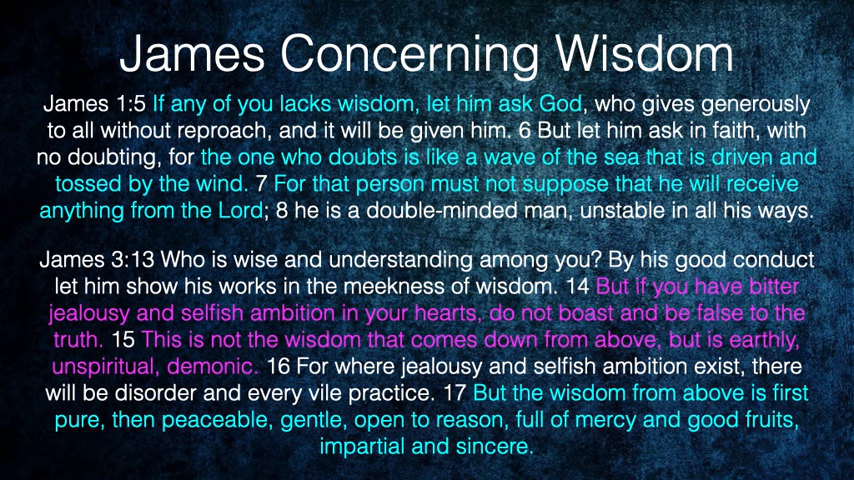 James Concerning Wisdom
James 1:5 If any of you lacks wisdom, let him ask God, who gives generously
to all without reproach, and it will be given him. 6 But let him ask in faith, with
no doubting, for the one who doubts is like a wave of the sea that is driven and
tossed by the wind. 7 For that person must not suppose that he will receive
anything from the Lord; 8 he is a double-minded man, unstable in all his ways.
James 3:13 Who is wise and understanding among you? By his good conduct
let him show his works in the meekness of wisdom. 14 But if you have bitter
jealousy and selfish ambition in your hearts, do not boast and be false to the
truth. 15 This is not the wisdom that comes down from above, but is earthly,
unspiritual, demonic. 16 For where jealousy and selfish ambition exist, there
will be disorder and every vile practice. 17 But the wisdom from above is first
pure, then peaceable, gentle, open to reason, full of mercy and good fruits,
impartial and sincere.